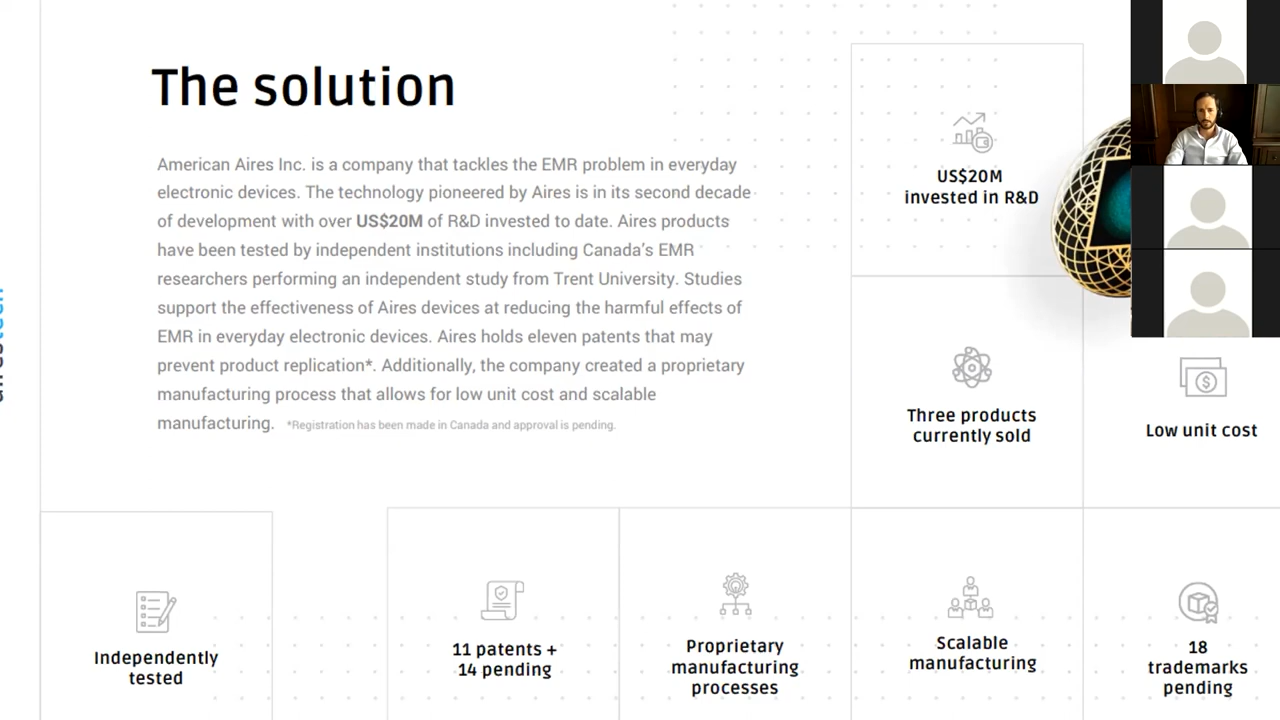 The solution
American Aires Inc. is a company that tackles the EMR problem in everyday
electronic devices. The technology pioneered by Aires is in its second decade
of development with over US$20M of R&D invested to date. Aires products
have been tested by independent institutions including Canada's EMR
researchers performing an independent study from Trent University. Studies
support the effectiveness of Aires devices at reducing the harmful effects of
EMR in everyday electronic devices. Aires holds eleven patents that may
prevent product replication*. Additionally, the company created a proprietary
manufacturing process that allows for low unit cost and scalable
manufacturing. *Registration has been made in Canada and approval is pending.
US$20M
invested in R&D
Three products
currently sold
Low unit cost
Independently
tested
11 patents +
14 pending
Proprietary
manufacturing
processes
Scalable
manufacturing
18
trademarks
pending